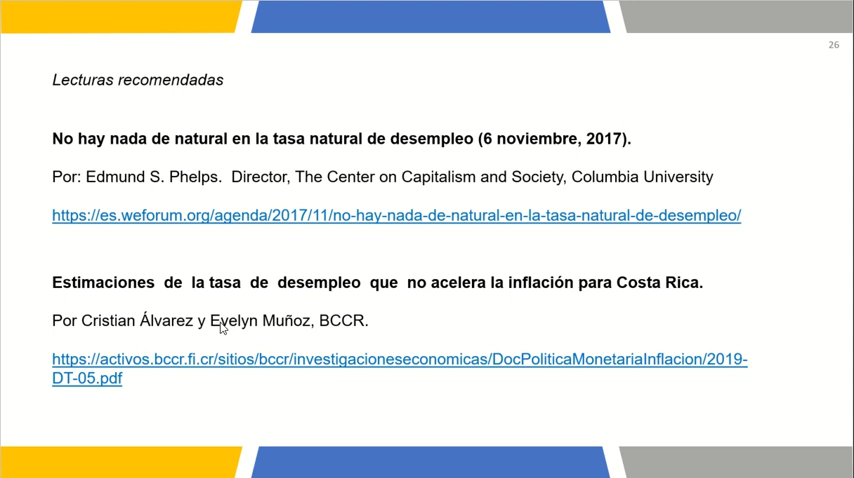 26
Lecturas recomendadas
No hay nada de natural en la tasa natural de desempleo (6 noviembre, 2017).
Por: Edmund S. Phelps. Director, The Center on Capitalism and Society, Columbia University
https://es.weforum.org/agenda/2017/11/no-hay-nada-de-natural-en-la-tasa-natural-de-desempleo/
Estimaciones de la tasa de desempleo que no acelera la inflación para Costa Rica.
Por Cristian Álvarez y Evelyn Muñoz, BCCR.
https://activos.bccr.fi.cr/sitios/bccr/investigacioneseconomicas/DocPoliticaMonetariaInflacion/2019-
DT-05.pdf